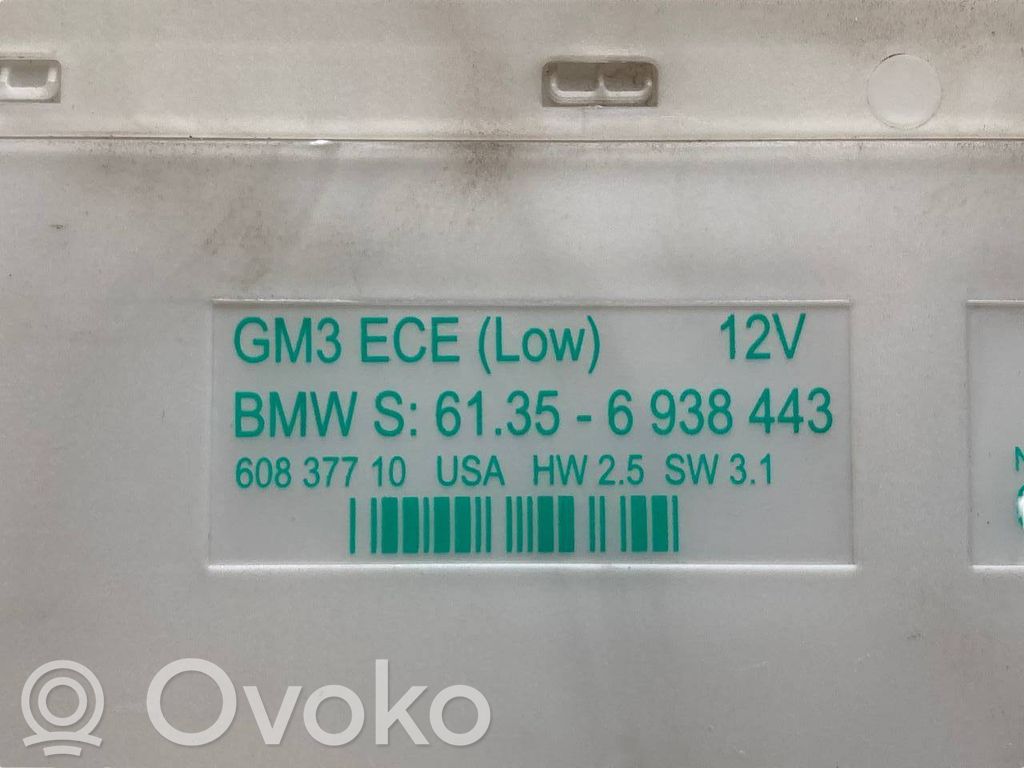 GM3 ECE (Low) 12V
BMW S: 61.35 - 6 938 443
608 377 10 USA HW 2.5 SW 3.1
Ovoko